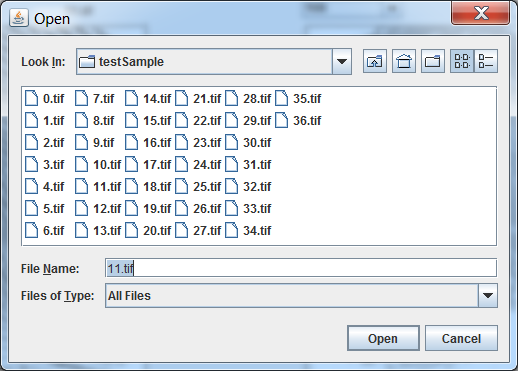 Open
Look In: testSample
0.tif 7.tif 14.tif 21.tif 28.tif 35.tif
1.tif 8.tif 15.tif 22.tif 29.tif 36.tif
2.tif 9.tif 16.tif 23.tif 30.tif
3.tif 10.tif 17.tif 24.tif 31.tif
4.tif 11.tif 18.tif 25.tif 32.tif
5.tif 12.tif 19.tif 26.tif 33.tif
6.tif 13.tif 20.tif 27.tif 34.tif
File Name: 11.tif
Files of Type: All Files
Open Cancel